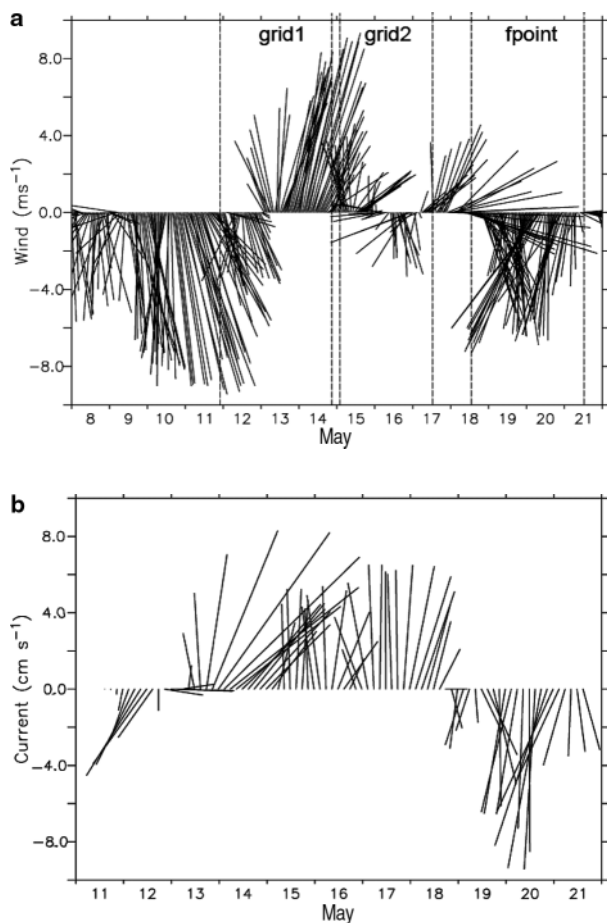 a
grid1 grid2 fpoint
8.0
4.0
0.0
-4.0
-8.0
Wind (ms⁻¹)
8 9 10 11 12 13 14 15 16 17 18 19 20 21
May
b
8.0
4.0
0.0
-4.0
-8.0
Current (cm s⁻¹)
11 12 13 14 15 16 17 18 19 20 21
May